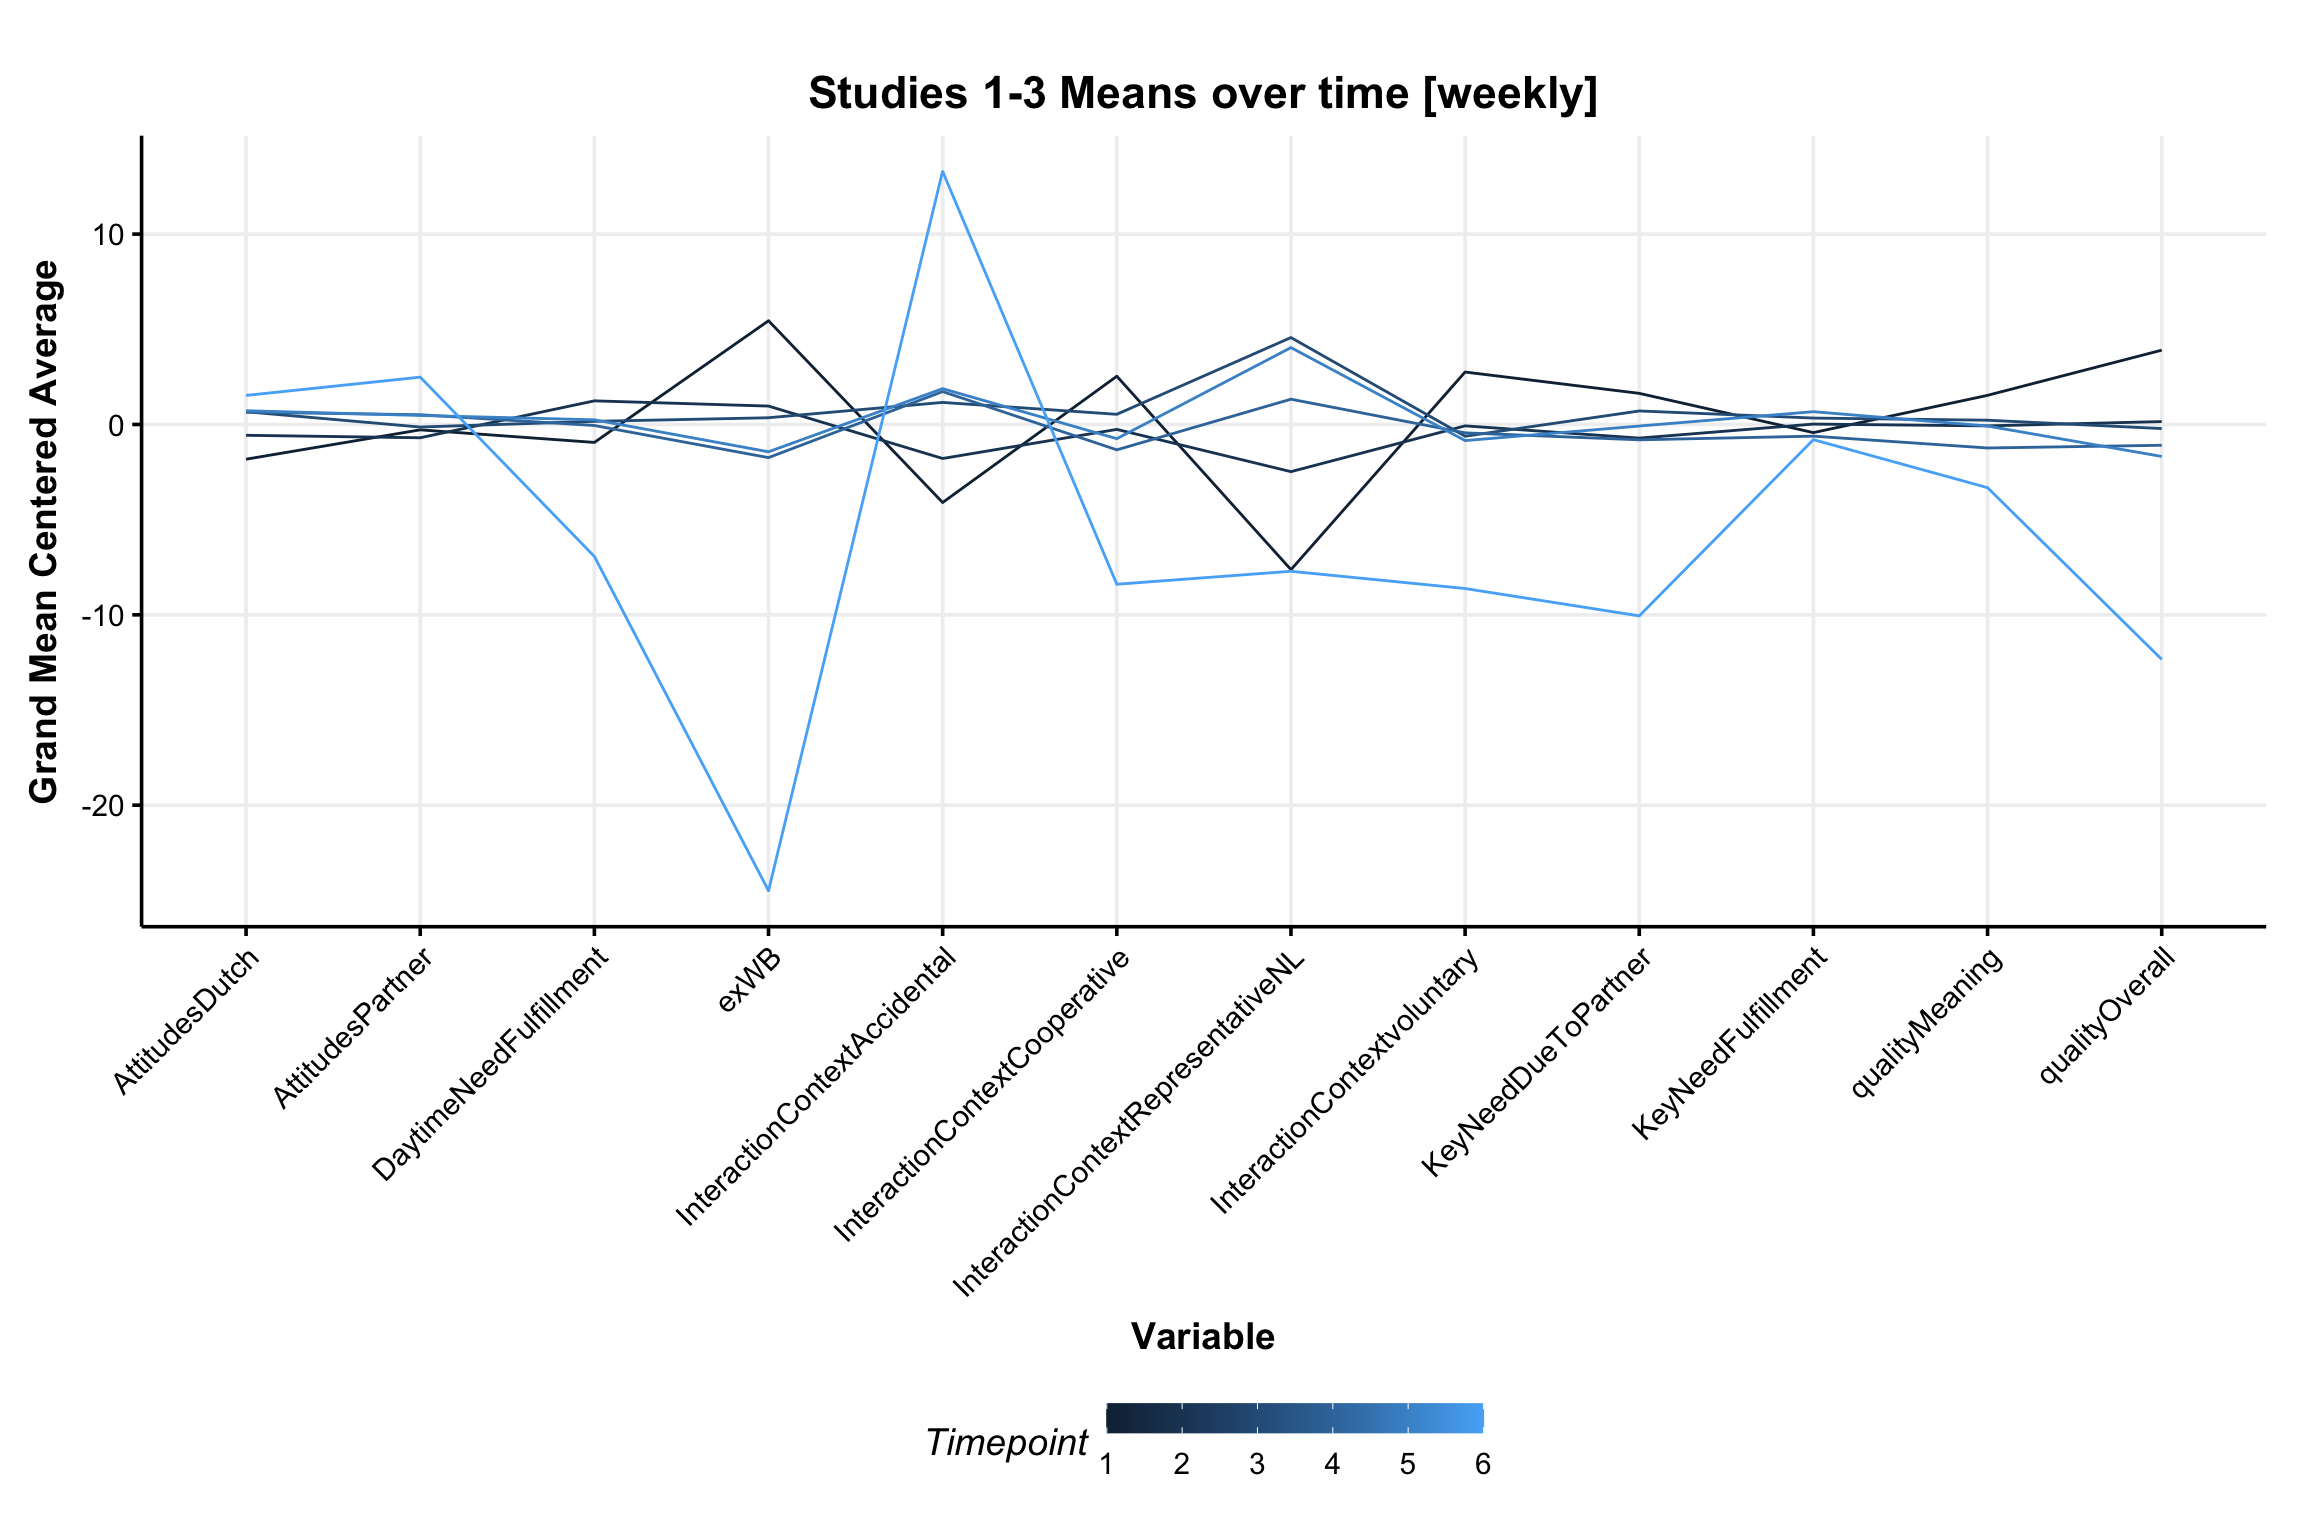 Studies 1-3 Means over time [weekly]
Grand Mean Centered Average
10
0
-10
-20
AttitudesDutch
AttitudesPartner
DaytimeNeedFulfillment
exWB
InteractionContextAccidental
InteractionContextCooperative
InteractionContextRepresentativeNL
InteractionContextvoluntary
KeyNeedDueToPartner
KeyNeedFulfillment
qualityMeaning
qualityOverall
Variable
Timepoint
1 2 3 4 5 6